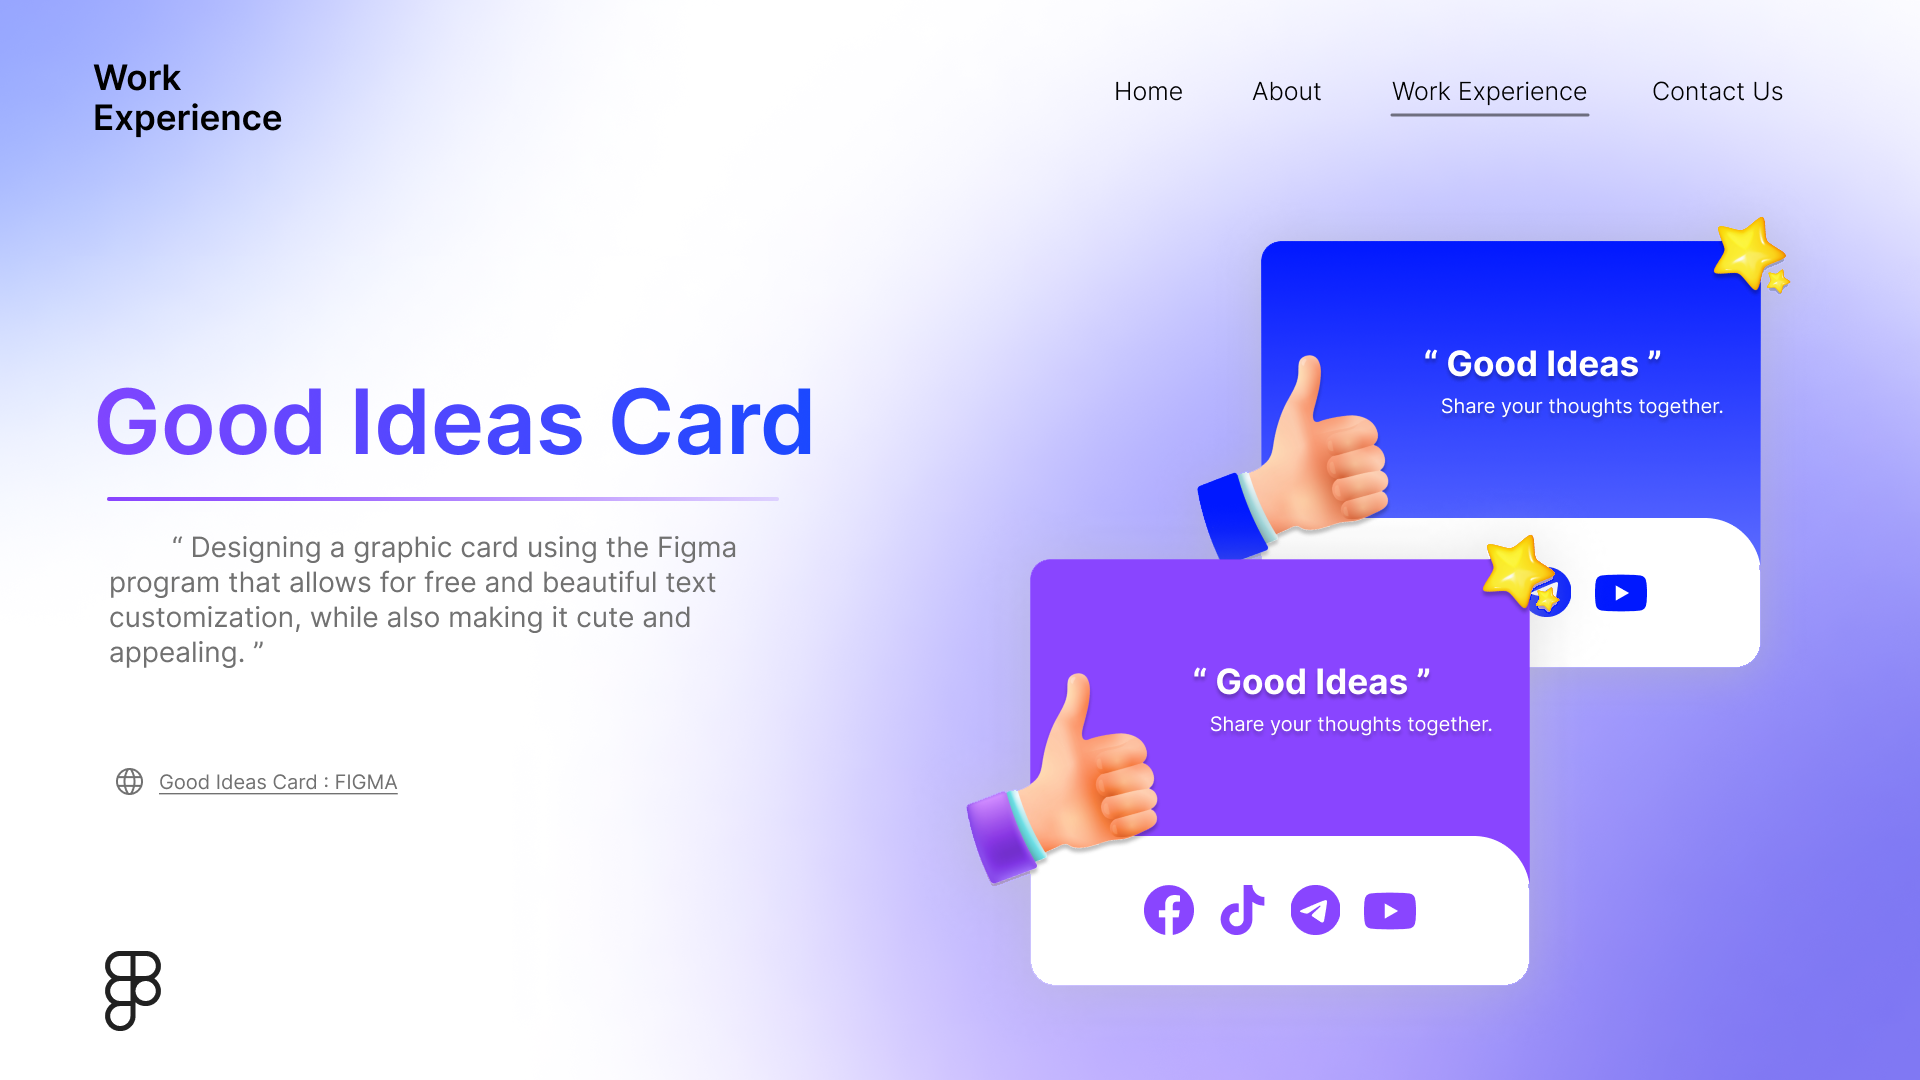 Work
Experience
Home
About
Work Experience
Contact Us
Good Ideas Card
“ Designing a graphic card using the Figma
program that allows for free and beautiful text
customization, while also making it cute and
appealing. ”
Good Ideas Card : FIGMA
“ Good Ideas ”
Share your thoughts together.
“ Good Ideas ”
Share your thoughts together.